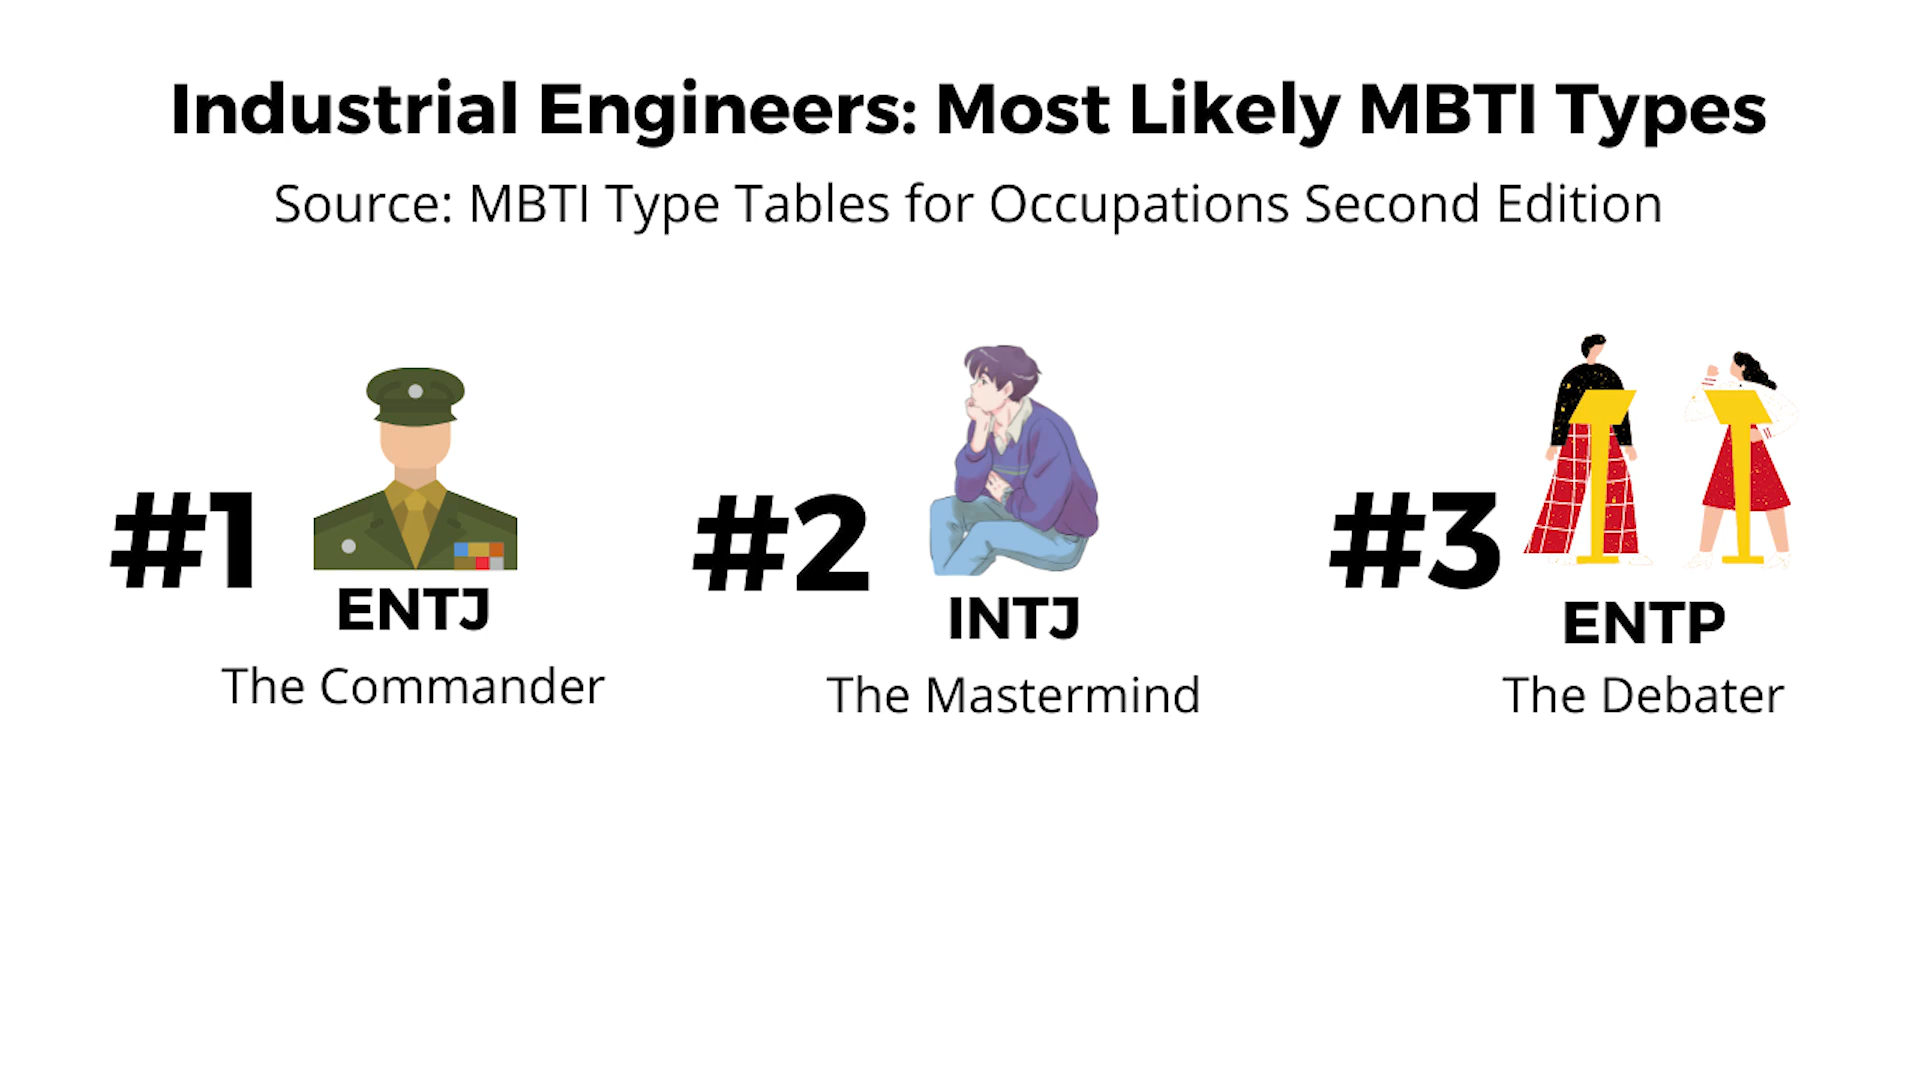 Industrial Engineers: Most Likely MBTI Types
Source: MBTI Type Tables for Occupations Second Edition
#1
ENTJ
The Commander
#2
INTJ
The Mastermind
#3
ENTP
The Debater